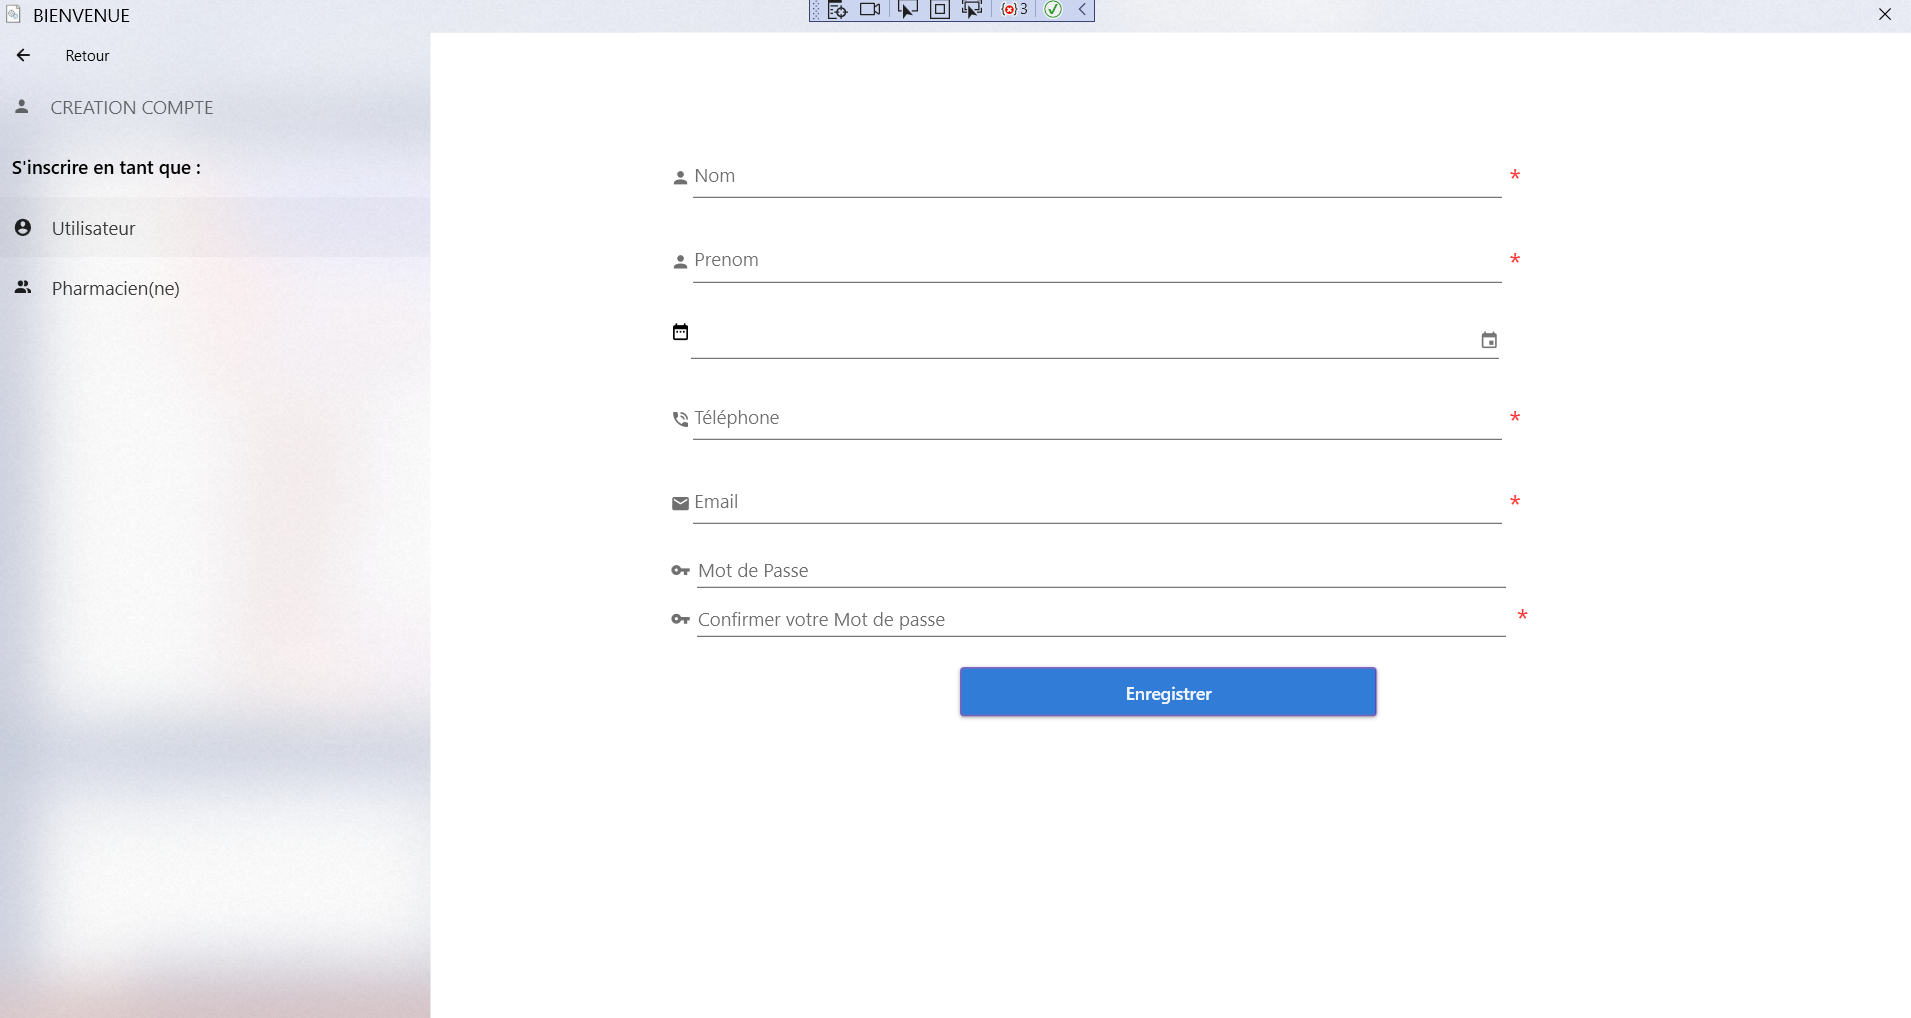 BIENVENUE
3
Retour
CREATION COMPTE
S'inscrire en tant que :
Utilisateur
Pharmacien(ne)
Nom *
Prenom *
Téléphone *
Email *
Mot de Passe
Confirmer votre Mot de passe *
Enregistrer